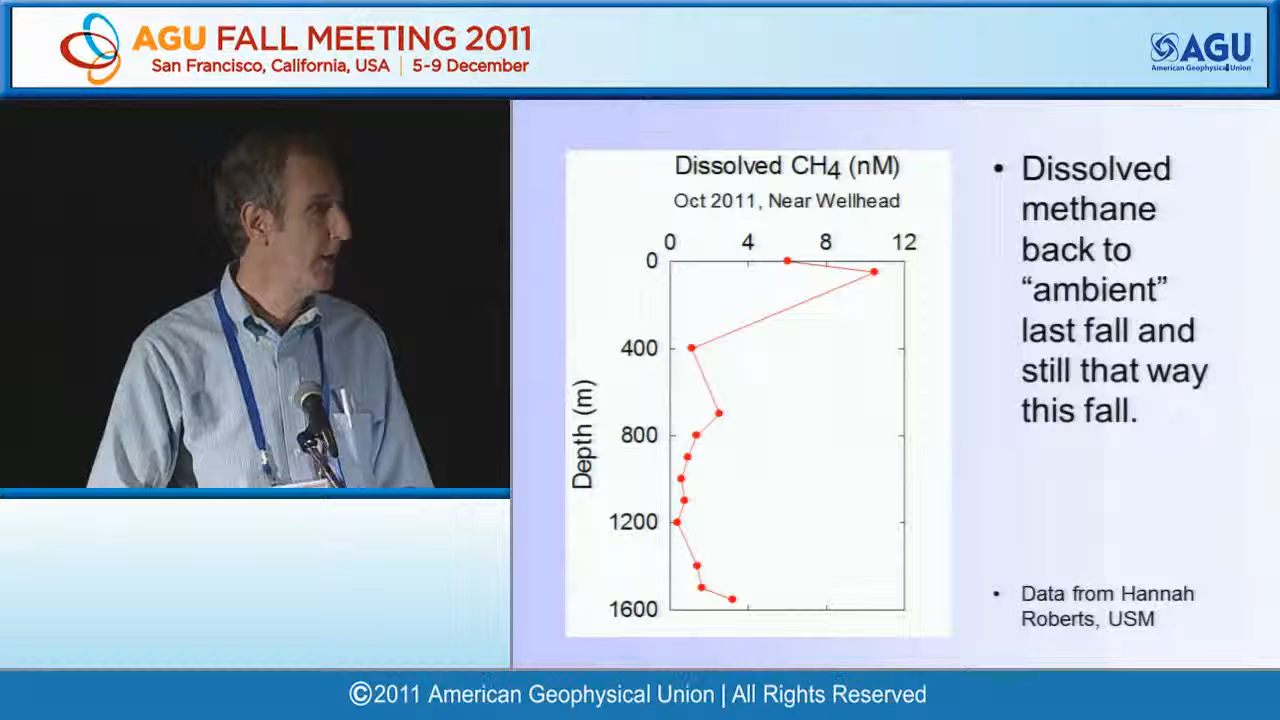 AGU FALL MEETING 2011
San Francisco, California, USA | 5-9 December
AGU
American Geophysical Union
Dissolved CH4 (nM)
Oct 2011, Near Wellhead
0 4 8 12
0
400
800
1200
1600
Depth (m)
• Dissolved
methane
back to
“ambient”
last fall and
still that way
this fall.
• Data from Hannah
Roberts, USM
©2011 American Geophysical Union | All Rights Reserved